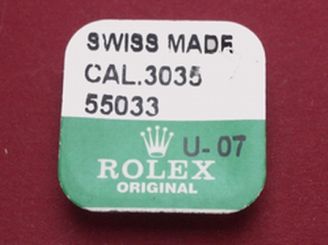 SWISS MADE
CAL.3035
55033
U-07
ROLEX
ORIGINAL